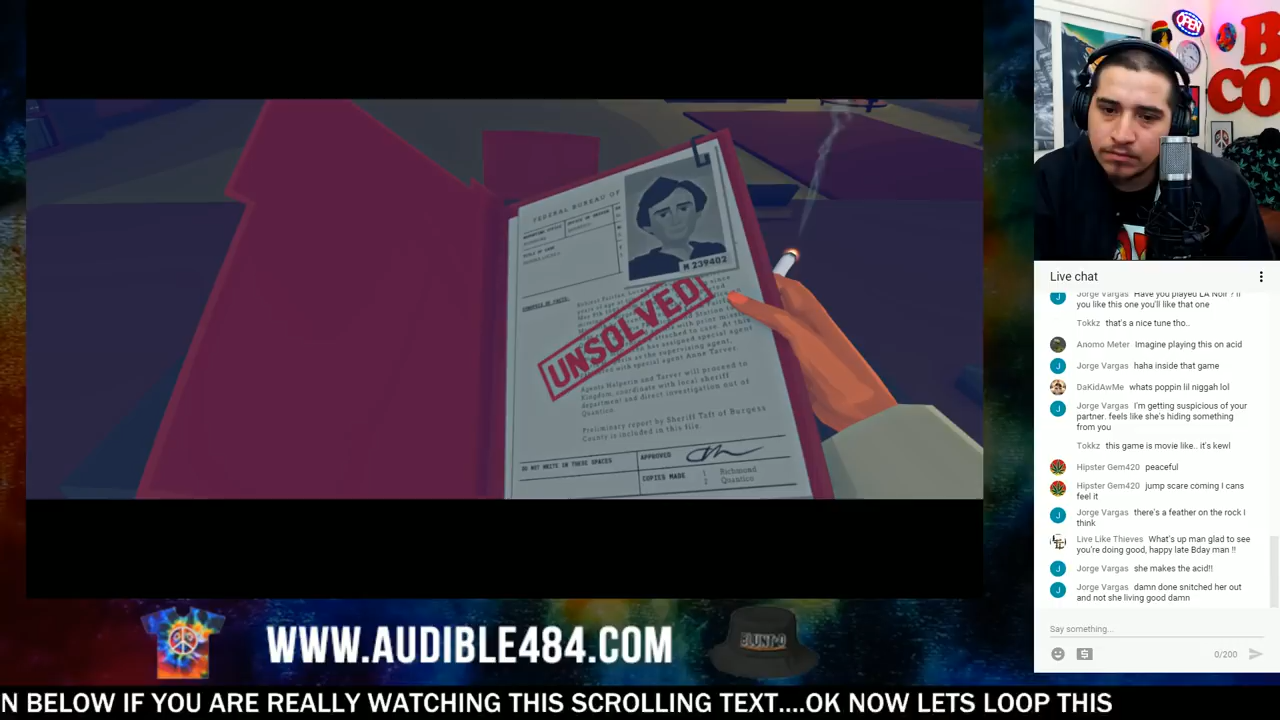 FEDERAL BUREAU OF
N 239402
SYNOPSIS OF FACTS:
UNSOLVED
Agents Halperin and Tarver will proceed to
Kingdom, coordinate with local sheriff
department and direct investigation out of
Quantico.
Preliminary report by Sheriff Taft of Burgess
County is included in this file.
DO NOT WRITE IN THESE SPACES
APPROVED
COPIES MADE
1 Richmond
2 Quantico
OPEN
B
CO
Live chat
Jorge Vargas Have you played LA Noir ? If
you like this one you'll like that one
Tokkz that's a nice tune tho..
Anomo Meter Imagine playing this on acid
Jorge Vargas haha inside that game
DaKidAwMe whats poppin lil niggah lol
Jorge Vargas I'm getting suspicious of your
partner. feels like she's hiding something
from you
Tokkz this game is movie like.. it's kewl
Hipster Gem420 peaceful
Hipster Gem420 jump scare coming I cans
feel it
Jorge Vargas there's a feather on the rock I
think
Live Like Thieves What's up man glad to see
you're doing good, happy late Bday man !!
Jorge Vargas she makes the acid!!
Jorge Vargas damn done snitched her out
and not she living good damn
Say something...
0/200
WWW.AUDIBLE484.COM
BLUNTCO
N BELOW IF YOU ARE REALLY WATCHING THIS SCROLLING TEXT....OK NOW LETS LOOP THIS